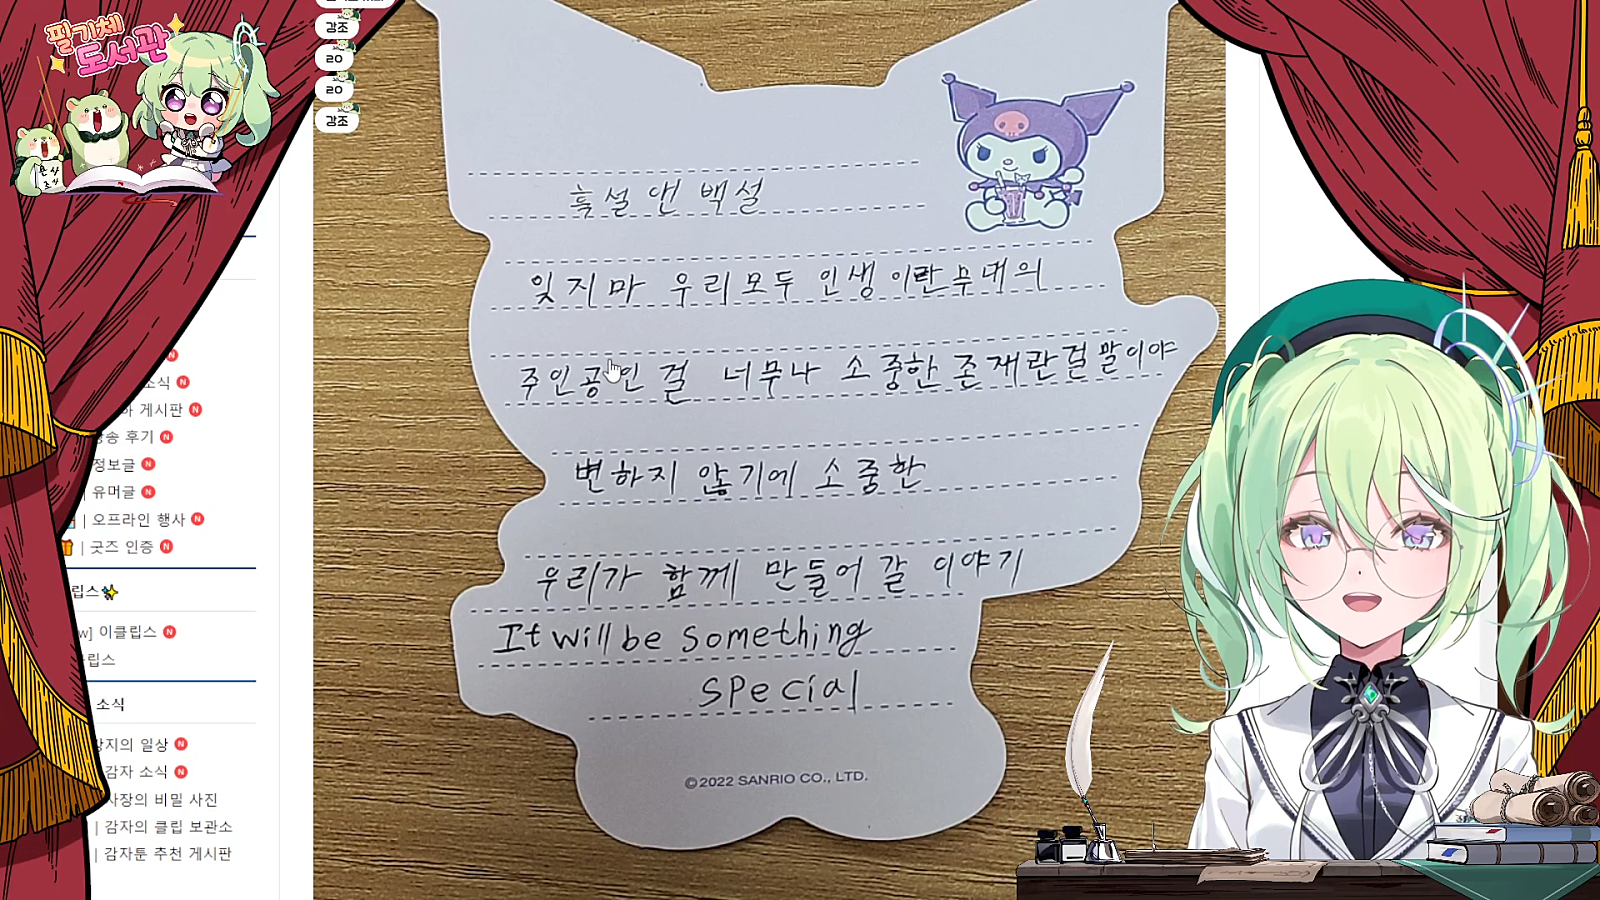 필기체
도서관
강조
20
20
강조
흑설 앤 백설
잊지마 우리모두 인생이란 무대의
주인공인 걸 너무나 소중한 존재란걸 말이야
변하지 않기에 소중한
우리가 함께 만들어 갈 이야기
It will be something
special
©2022 SANRIO CO., LTD.
소식 N
게시판 N
방송 후기 N
정보글 N
| 유머글 N
| 오프라인 행사 N
| 굿즈 인증 N
립스✨
w] 이클립스 N
클립스
소식
강지의 일상 N
감자 소식 N
사장의 비밀 사진
| 감자의 클립 보관소
| 감자툰 추천 게시판